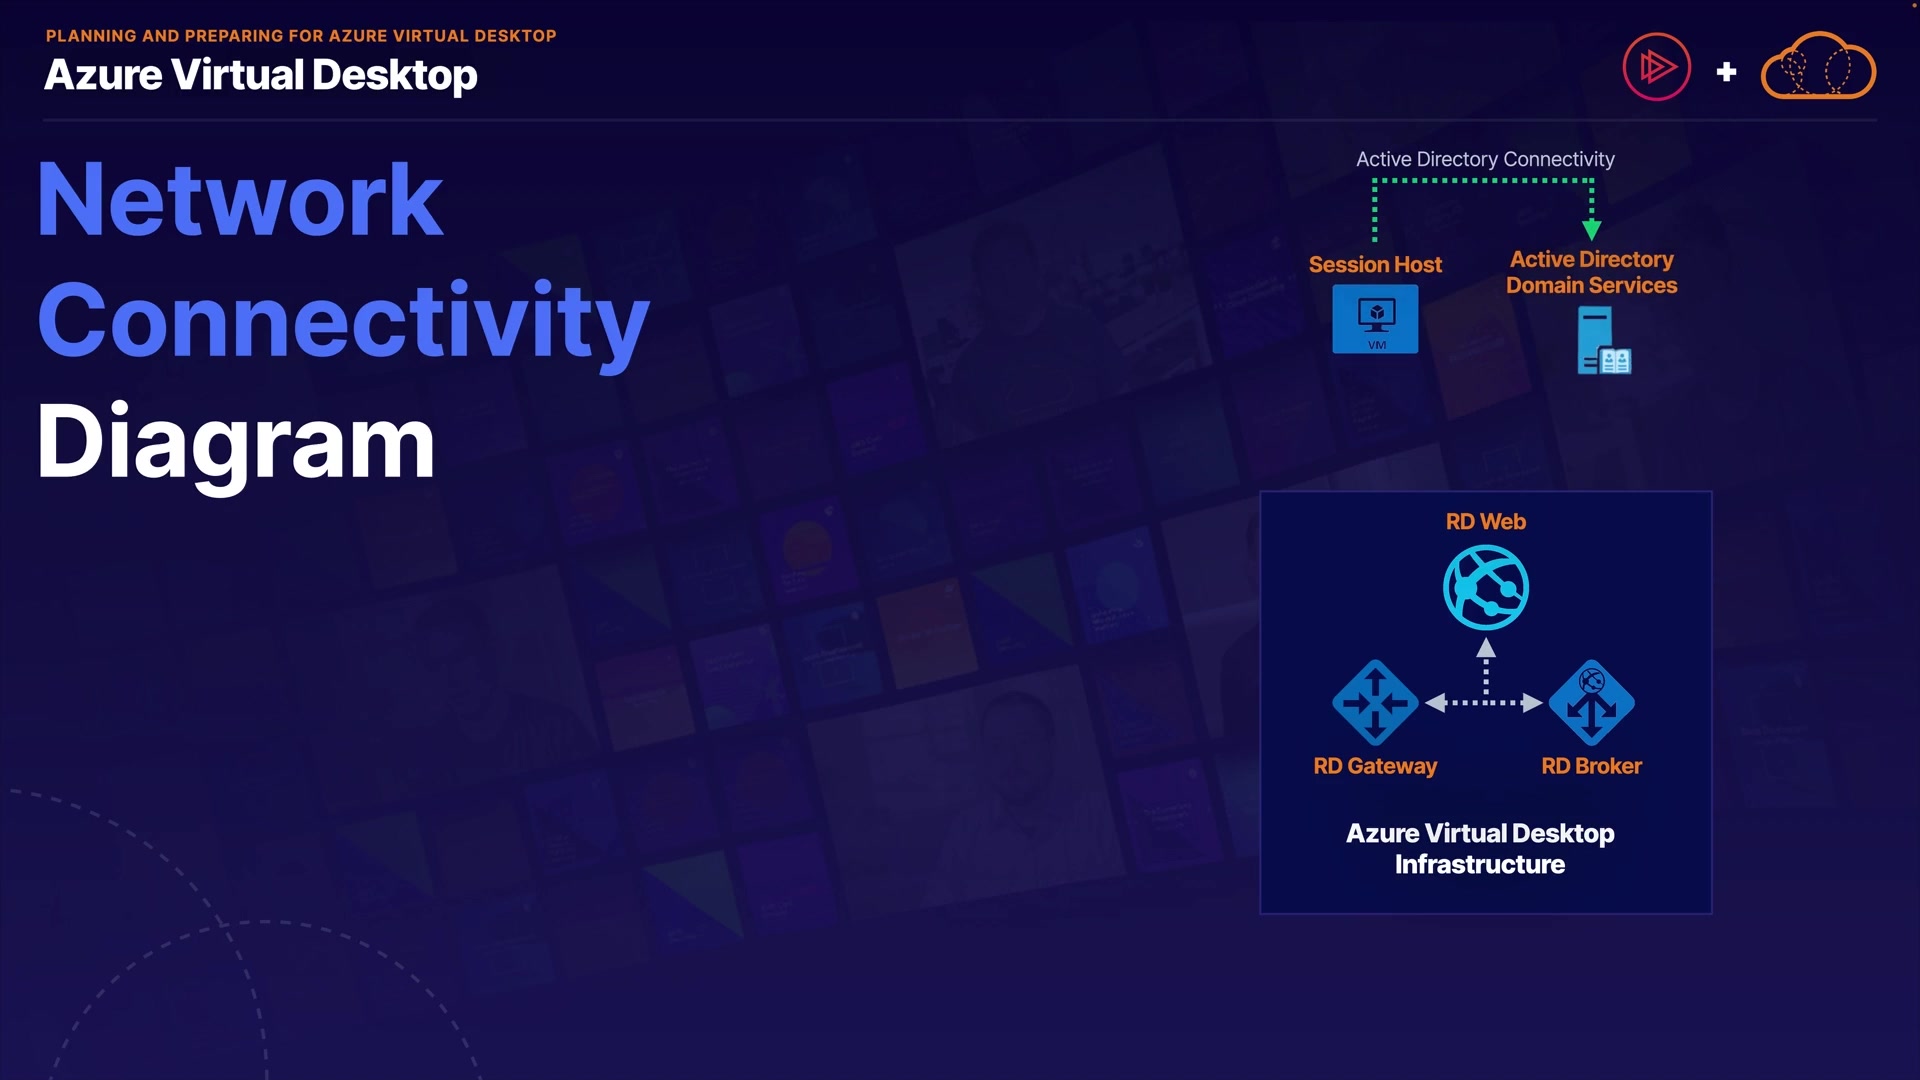 PLANNING AND PREPARING FOR AZURE VIRTUAL DESKTOP
Azure Virtual Desktop
Network
Connectivity
Diagram
Active Directory Connectivity
Session Host
VM
Active Directory
Domain Services
RD Web
RD Gateway
RD Broker
Azure Virtual Desktop
Infrastructure